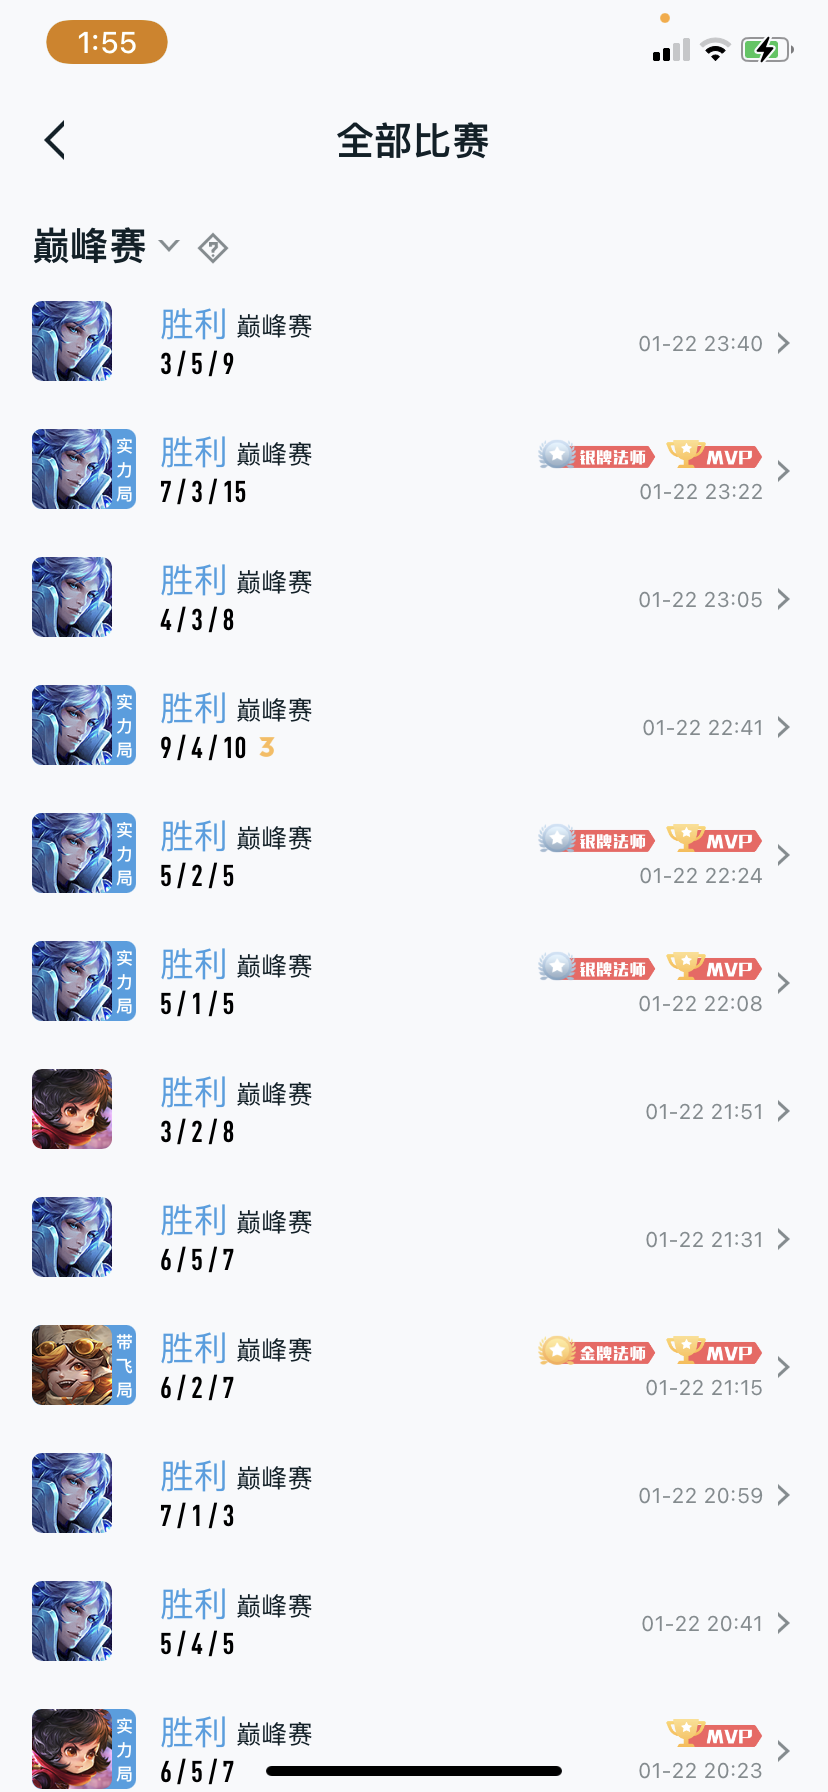 1:55
全部比赛
巅峰赛
胜利 巅峰赛
3/5/9
01-22 23:40
实力局
胜利 巅峰赛
7/3/15
银牌法师 MVP
01-22 23:22
胜利 巅峰赛
4/3/8
01-22 23:05
实力局
胜利 巅峰赛
9/4/10 3
01-22 22:41
实力局
胜利 巅峰赛
5/2/5
银牌法师 MVP
01-22 22:24
实力局
胜利 巅峰赛
5/1/5
银牌法师 MVP
01-22 22:08
胜利 巅峰赛
3/2/8
01-22 21:51
胜利 巅峰赛
6/5/7
01-22 21:31
带飞局
胜利 巅峰赛
6/2/7
金牌法师 MVP
01-22 21:15
胜利 巅峰赛
7/1/3
01-22 20:59
胜利 巅峰赛
5/4/5
01-22 20:41
实力局
胜利 巅峰赛
6/5/7
MVP
01-22 20:23